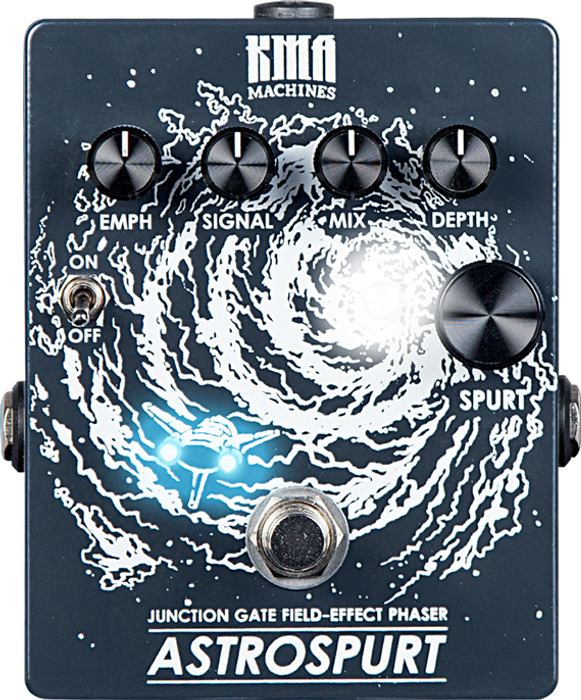 KMA
MACHINES
EMPH SIGNAL MIX DEPTH
ON
OFF
SPURT
JUNCTION GATE FIELD-EFFECT PHASER
ASTROSPURT